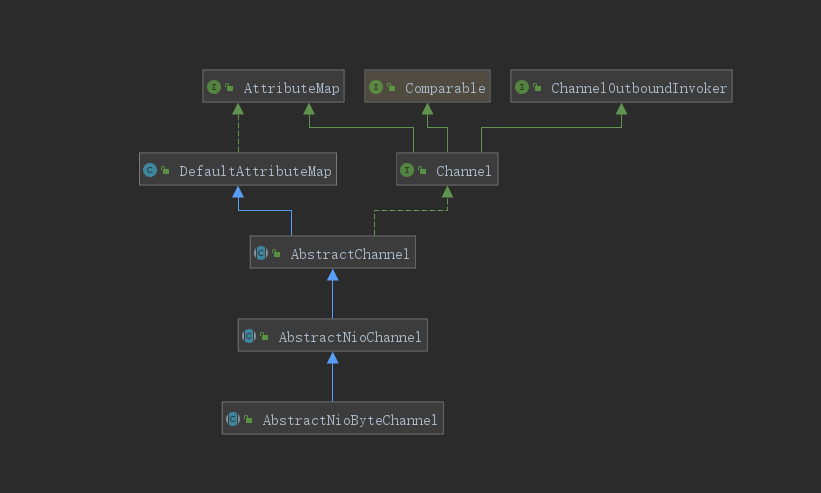 AttributeMap
Comparable
ChannelOutboundInvoker
DefaultAttributeMap
Channel
AbstractChannel
AbstractNioChannel
AbstractNioByteChannel